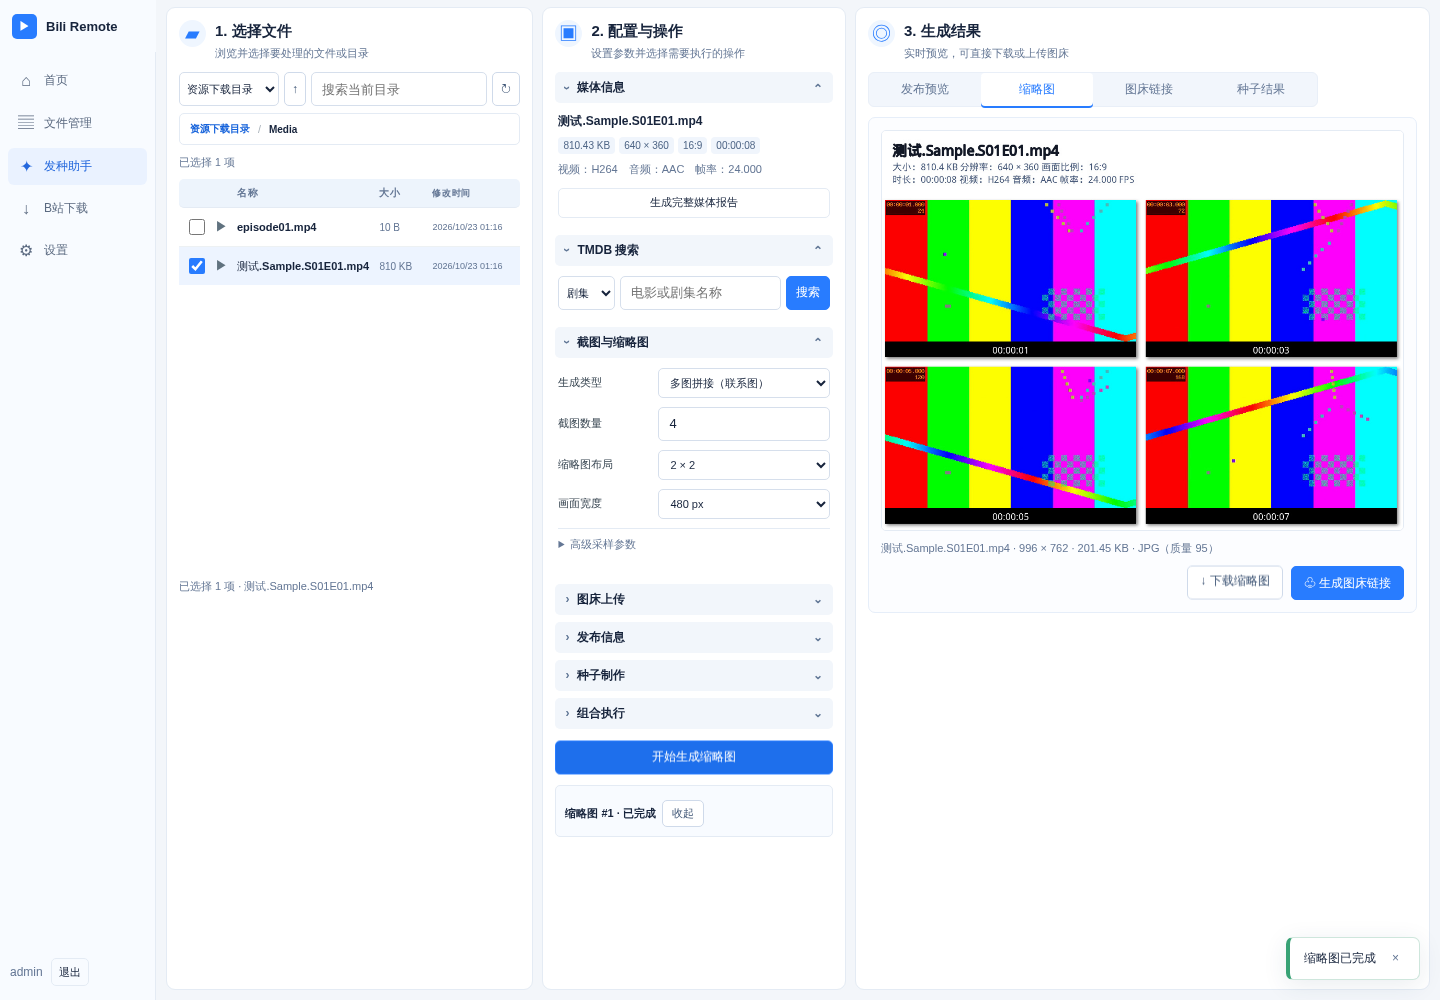 Bili Remote
首页
文件管理
发种助手
B站下载
设置
admin
退出
1. 选择文件
浏览并选择要处理的文件或目录
资源下载目录
↑
搜索当前目录
↻
资源下载目录 / Media
已选择 1 项
名称 大小 修改时间
episode01.mp4 10 B 2026/10/23 01:16
测试.Sample.S01E01.mp4 810 KB 2026/10/23 01:16
已选择 1 项 · 测试.Sample.S01E01.mp4
2. 配置与操作
设置参数并选择需要执行的操作
媒体信息
测试.Sample.S01E01.mp4
810.43 KB 640 × 360 16:9 00:00:08
视频：H264 音频：AAC 帧率：24.000
生成完整媒体报告
TMDB 搜索
剧集 电影或剧集名称 搜索
截图与缩略图
生成类型 多图拼接（联系图）
截图数量 4
缩略图布局 2 × 2
画面宽度 480 px
高级采样参数
图床上传
发布信息
种子制作
组合执行
开始生成缩略图
缩略图 #1 · 已完成 收起
3. 生成结果
实时预览，可直接下载或上传图床
发布预览 缩略图 图床链接 种子结果
测试.Sample.S01E01.mp4
大小: 810.4 KB 分辨率: 640 × 360 画面比例: 16:9
时长: 00:00:08 视频: H264 音频: AAC 帧率: 24.000 FPS
00:00:01
00:00:03
00:00:05
00:00:07
测试.Sample.S01E01.mp4 · 996 × 762 · 201.45 KB · JPG（质量 95）
↓ 下载缩略图
生成图床链接
缩略图已完成 ×